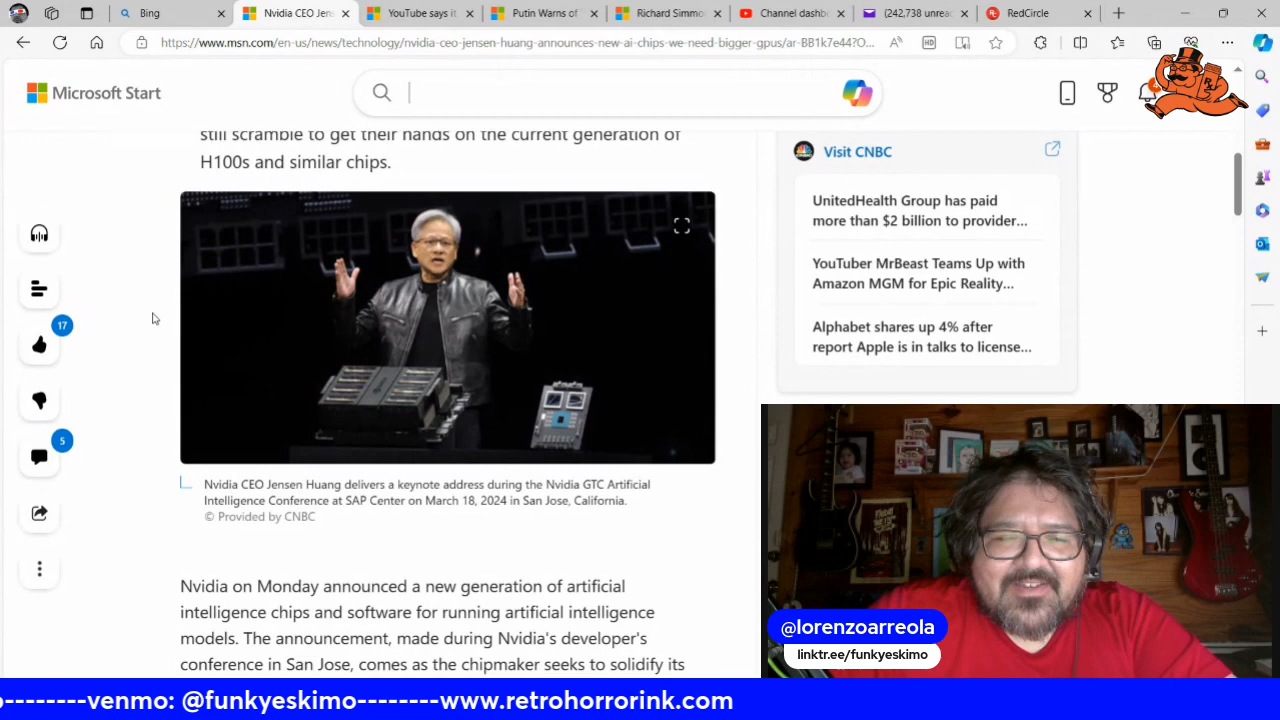 Bing
Nvidia CEO Jens
YouTube says it
Putin Warns of
Richard Simmo
Channel dashb
(242,738 unrea
RedCircle
https://www.msn.com/en-us/news/technology/nvidia-ceo-jensen-huang-announces-new-ai-chips-we-need-bigger-gpus/ar-BB1k7e44?O...
Microsoft Start
still scramble to get their hands on the current generation of
H100s and similar chips.
Visit CNBC
UnitedHealth Group has paid
more than $2 billion to provider...
YouTuber MrBeast Teams Up with
Amazon MGM for Epic Reality...
Alphabet shares up 4% after
report Apple is in talks to license...
17
5
Nvidia CEO Jensen Huang delivers a keynote address during the Nvidia GTC Artificial
Intelligence Conference at SAP Center on March 18, 2024 in San Jose, California.
© Provided by CNBC
Nvidia on Monday announced a new generation of artificial
intelligence chips and software for running artificial intelligence
models. The announcement, made during Nvidia's developer's
conference in San Jose, comes as the chipmaker seeks to solidify its
@lorenzoarreola
linktr.ee/funkyeskimo
o--------venmo: @funkyeskimo--------www.retrohorrorink.com